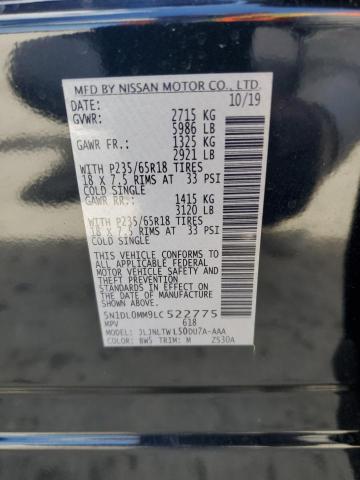 MFD BY NISSAN MOTOR CO., LTD.
DATE: 10/19
GVWR: 2715 KG
5986 LB
GAWR FR.: 1325 KG
2921 LB
WITH P235/65R18 TIRES
18 X 7.5 RIMS AT 33 PSI
COLD SINGLE
GAWR RR.: 1415 KG
3120 LB
WITH P235/65R18 TIRES
18 X 7.5 RIMS AT 33 PSI
COLD SINGLE
THIS VEHICLE CONFORMS TO
ALL APPLICABLE FEDERAL
MOTOR VEHICLE SAFETY
AND THEFT PREVENTION
STANDARDS IN EFFECT ON
THE DATE OF MANUFACTURE
SHOWN ABOVE.
5N1DL0MM9LC 522775
MPV 618
MODEL: JLJNLTW L50DU7A-AAA
COLOR: BW5 TRIM: M Z530A